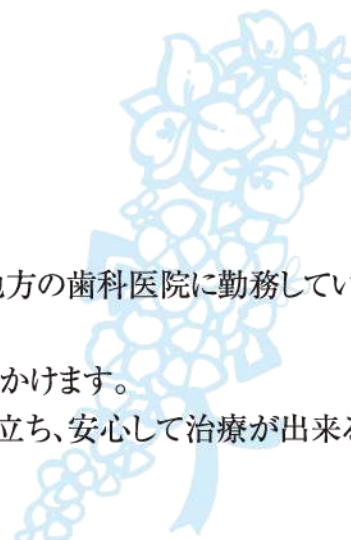 方の歯科医院に勤務してい
かけます。
立ち、安心して治療が出来る